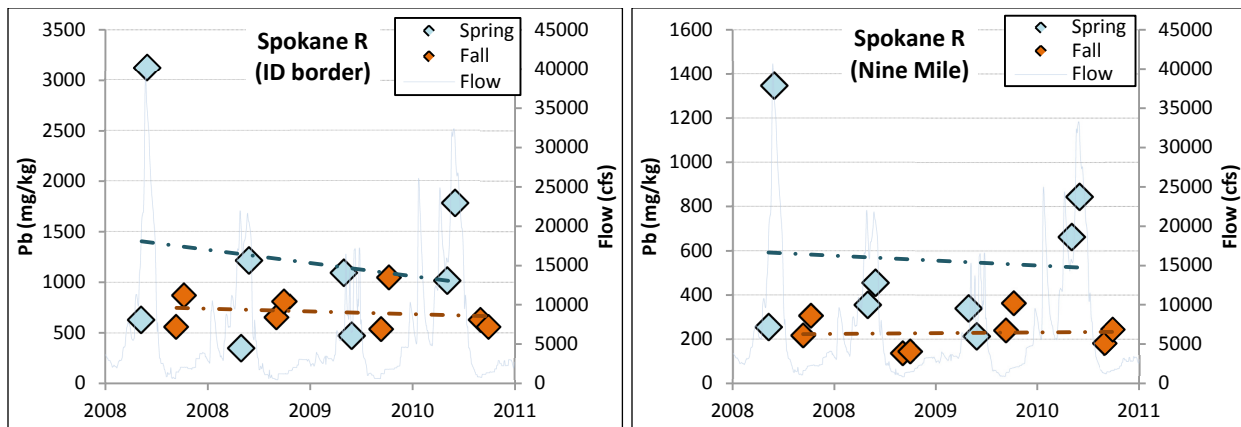 Spokane R
(ID border)
Spring
Fall
Flow
3500
3000
2500
2000
1500
1000
500
0
Pb (mg/kg)
45000
40000
35000
30000
25000
20000
15000
10000
5000
0
Flow (cfs)
2008 2008 2009 2010 2011
Spokane R
(Nine Mile)
Spring
Fall
Flow
1600
1400
1200
1000
800
600
400
200
0
Pb (mg/kg)
45000
40000
35000
30000
25000
20000
15000
10000
5000
0
Flow (cfs)
2008 2008 2009 2010 2011